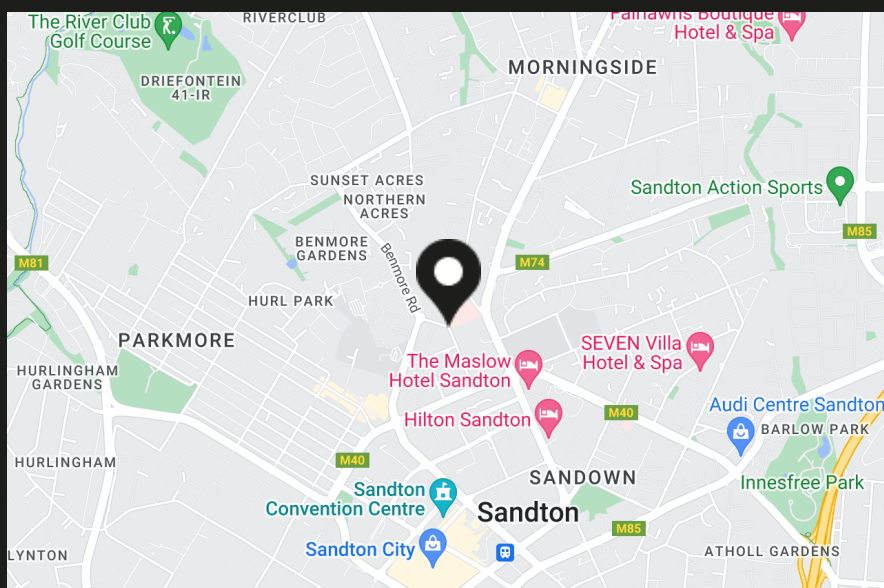 The River Club
Golf Course
RIVERCLUB
Fairlawns Boutique
Hotel & Spa
DRIEFONTEIN
41-IR
MORNINGSIDE
SUNSET ACRES
NORTHERN
ACRES
Sandton Action Sports
M85
BENMORE
GARDENS
Benmore Rd
M81
M74
HURL PARK
PARKMORE
SEVEN Villa
Hotel & Spa
The Maslow
Hotel Sandton
HURLINGHAM
GARDENS
Hilton Sandton
M40
Audi Centre Sandton
BARLOW PARK
HURLINGHAM
M40
SANDOWN
Innesfree Park
Sandton
Convention Centre
Sandton
M85
Sandton City
LYNTON
ATHOLL GARDENS